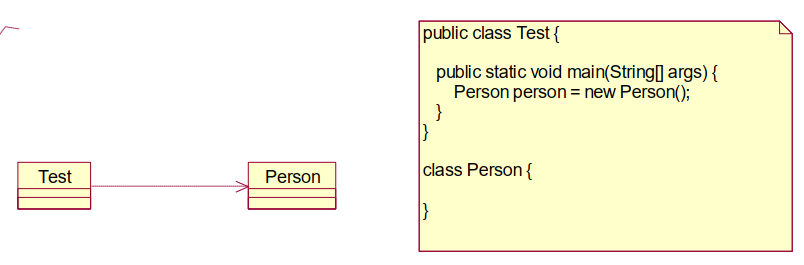 Test
Person
public class Test {
public static void main(String[] args) {
Person person = new Person();
}
}
class Person {
}